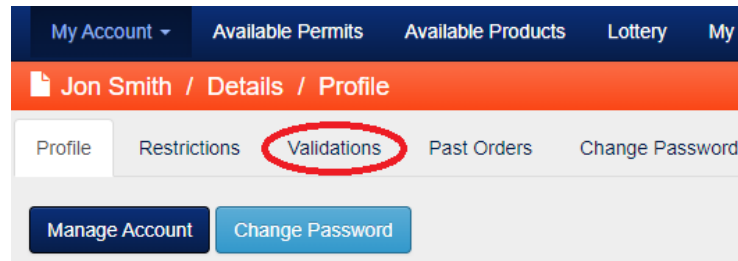 My Account Available Permits Available Products Lottery My
Jon Smith / Details / Profile
Profile Restrictions Validations Past Orders Change Password
Manage Account Change Password